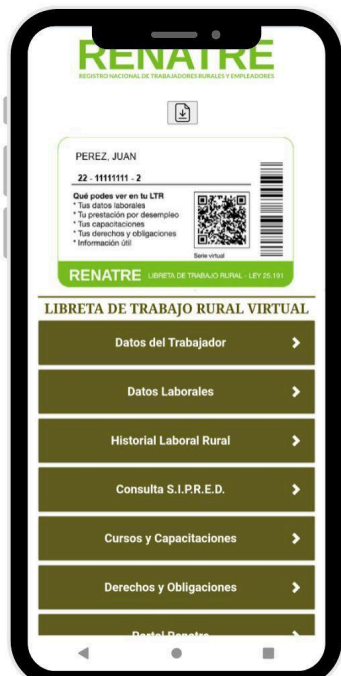 RENATRE
REGISTRO NACIONAL DE TRABAJADORES RURALES Y EMPLEADORES
PEREZ, JUAN
22 - 11111111 - 2
Qué podes ver en tu LTR
* Tus datos laborales
* Tu prestación por desempleo
* Tus capacitaciones
* Tus derechos y obligaciones
* Información útil
Serie virtual
RENATRE LIBRETA DE TRABAJO RURAL - LEY 25.191
LIBRETA DE TRABAJO RURAL VIRTUAL
Datos del Trabajador
Datos Laborales
Historial Laboral Rural
Consulta S.I.P.R.E.D.
Cursos y Capacitaciones
Derechos y Obligaciones
Portal Renatre